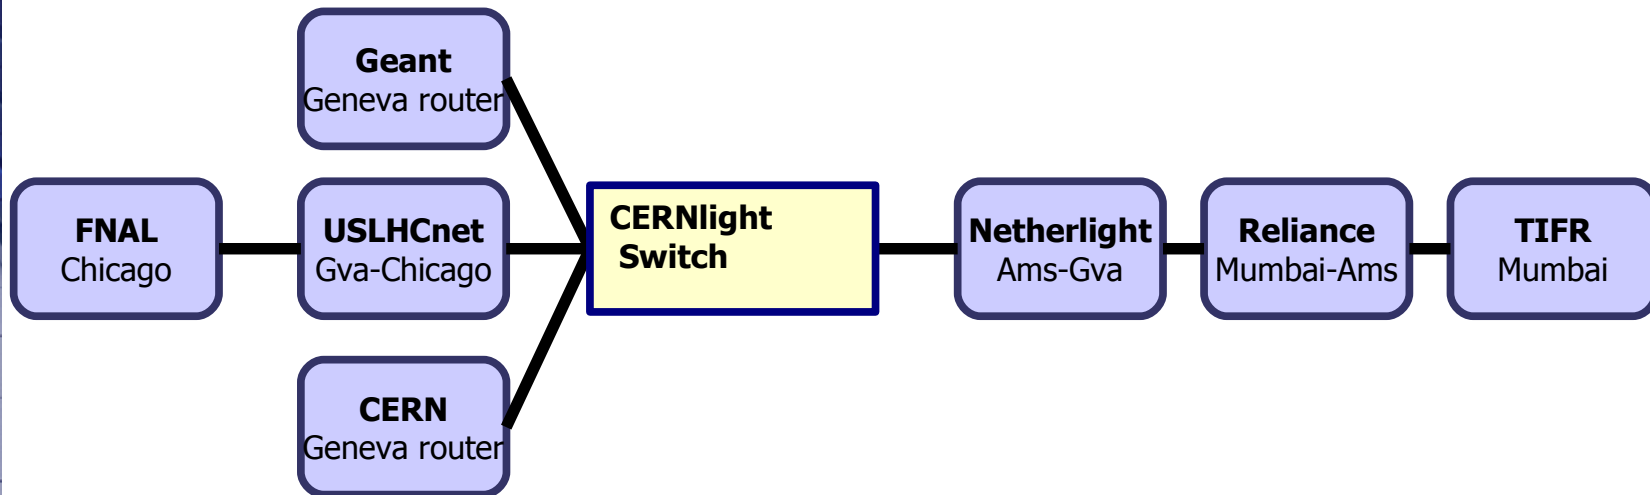 Geant
Geneva router
FNAL
Chicago
USLHCnet
Gva-Chicago
CERNlight
Switch
Netherlight
Ams-Gva
Reliance
Mumbai-Ams
TIFR
Mumbai
CERN
Geneva router